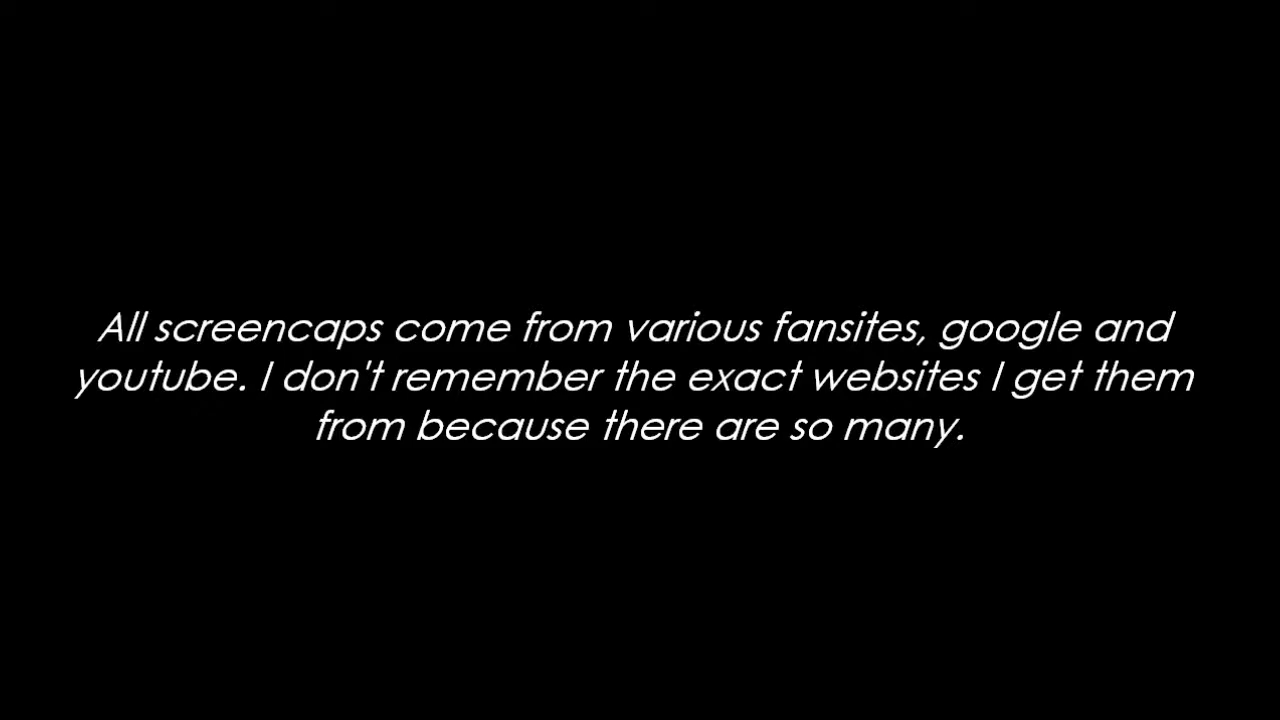 All screencaps come from various fansites, google and
youtube. I don't remember the exact websites I get them
from because there are so many.